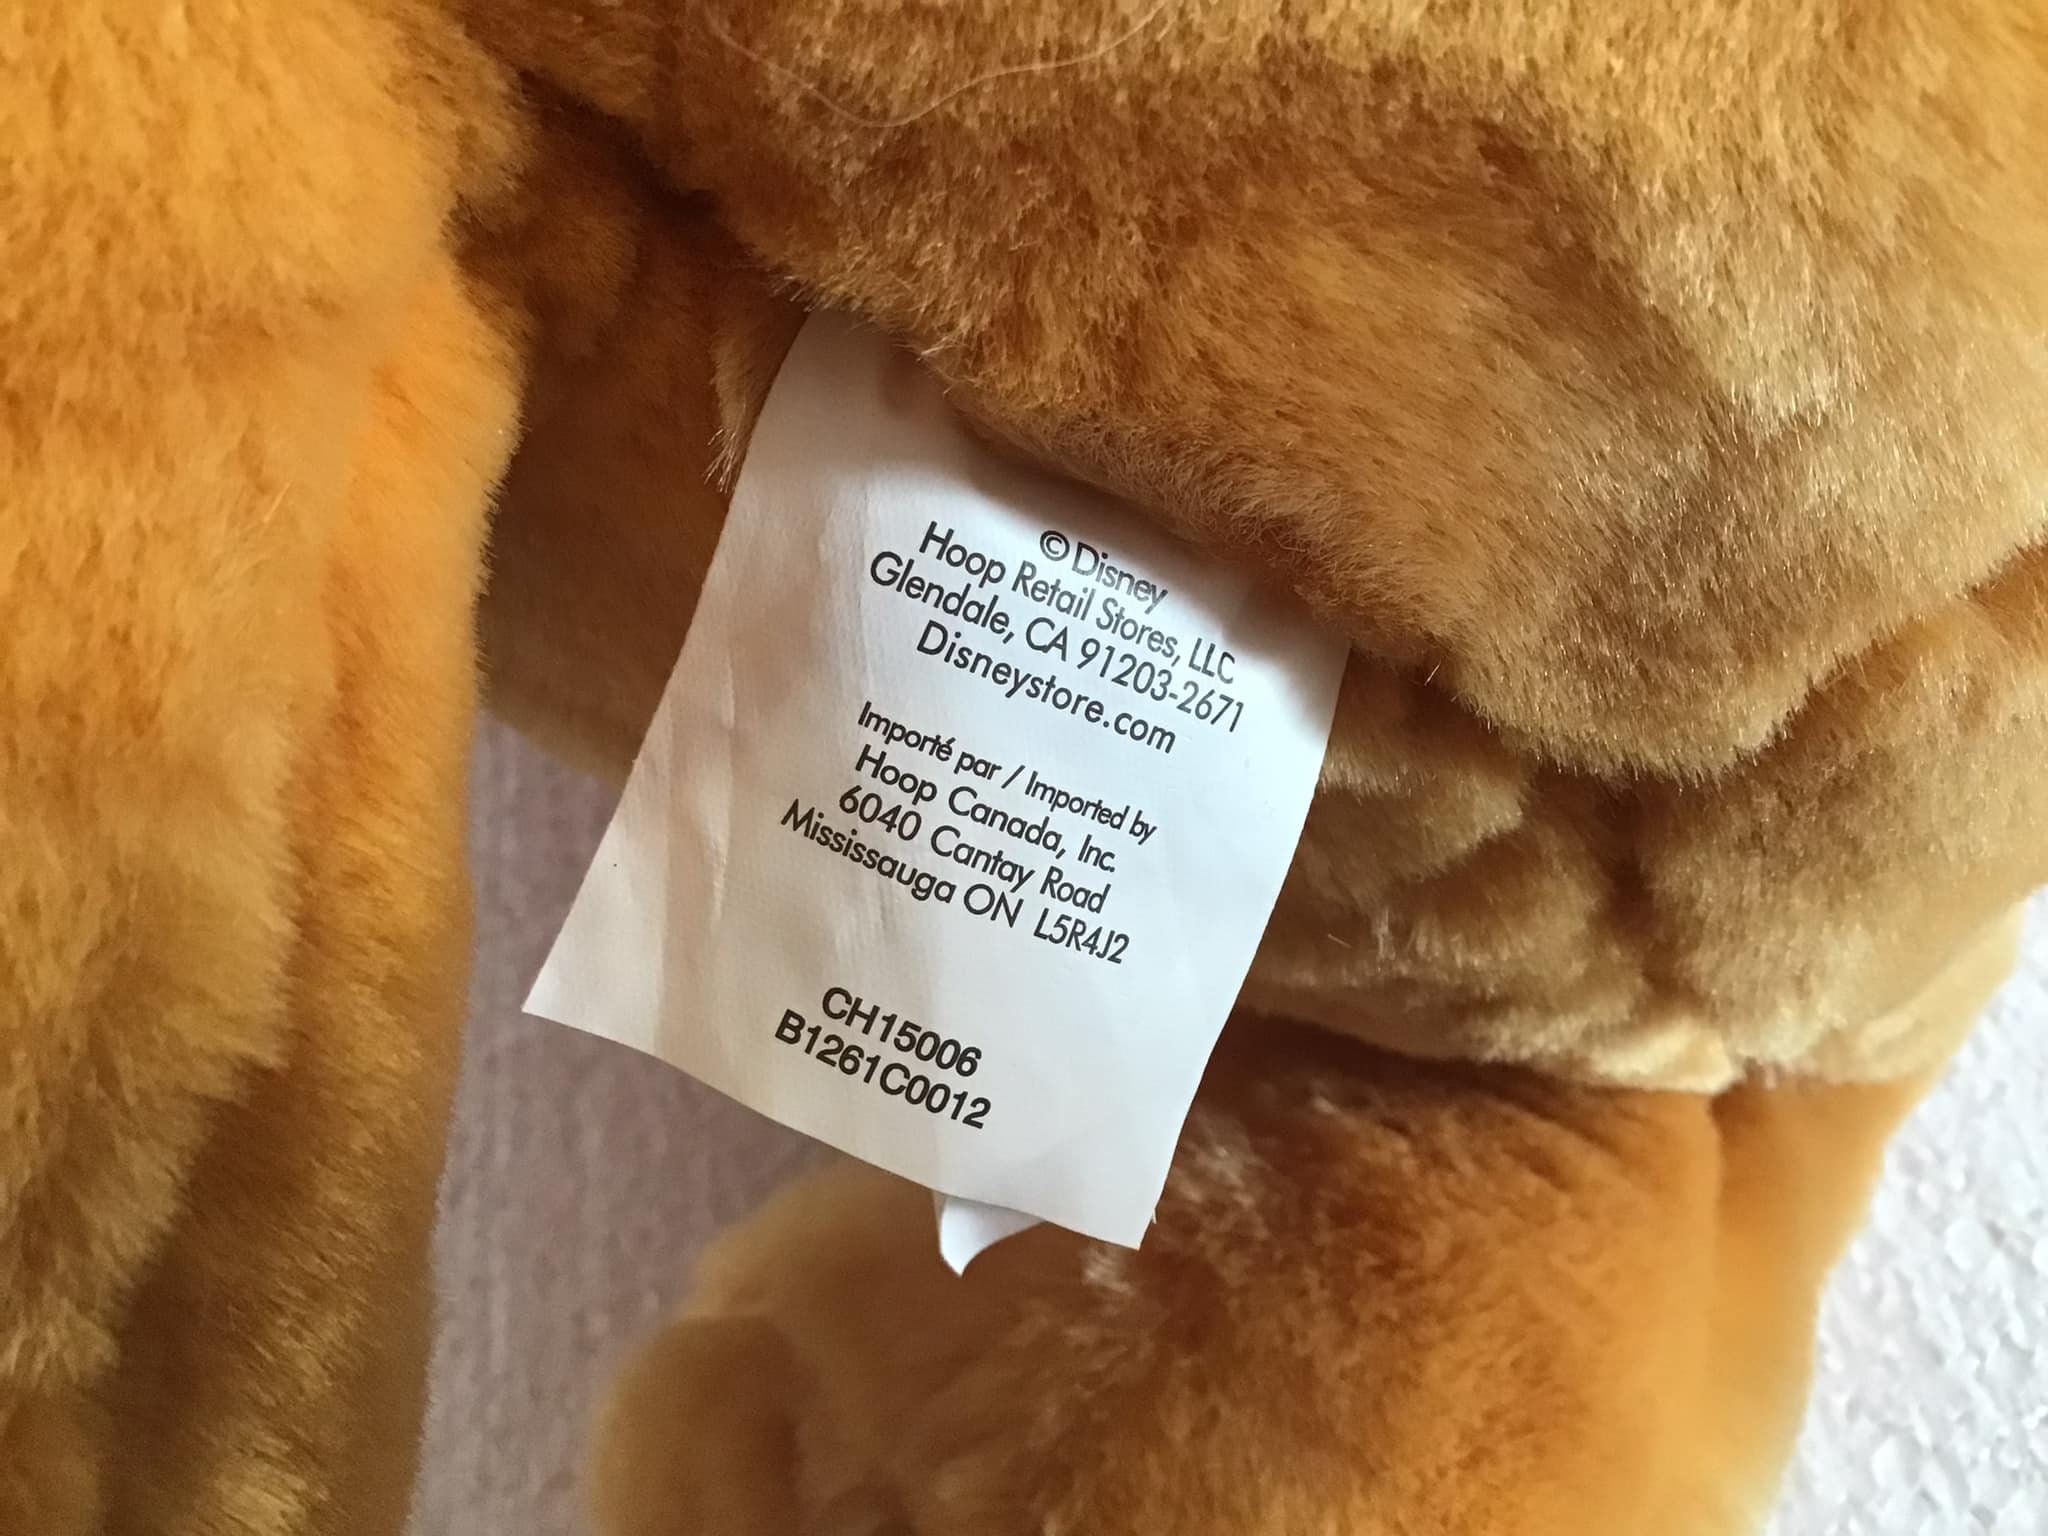 ©Disney
Hoop Retail Stores, LLC
Glendale, CA 91203-2671
Disneystore.com
Importé par / Imported by
Hoop Canada, Inc.
6040 Cantay Road
Mississauga ON L5R4J2
CH15006
B1261C0012